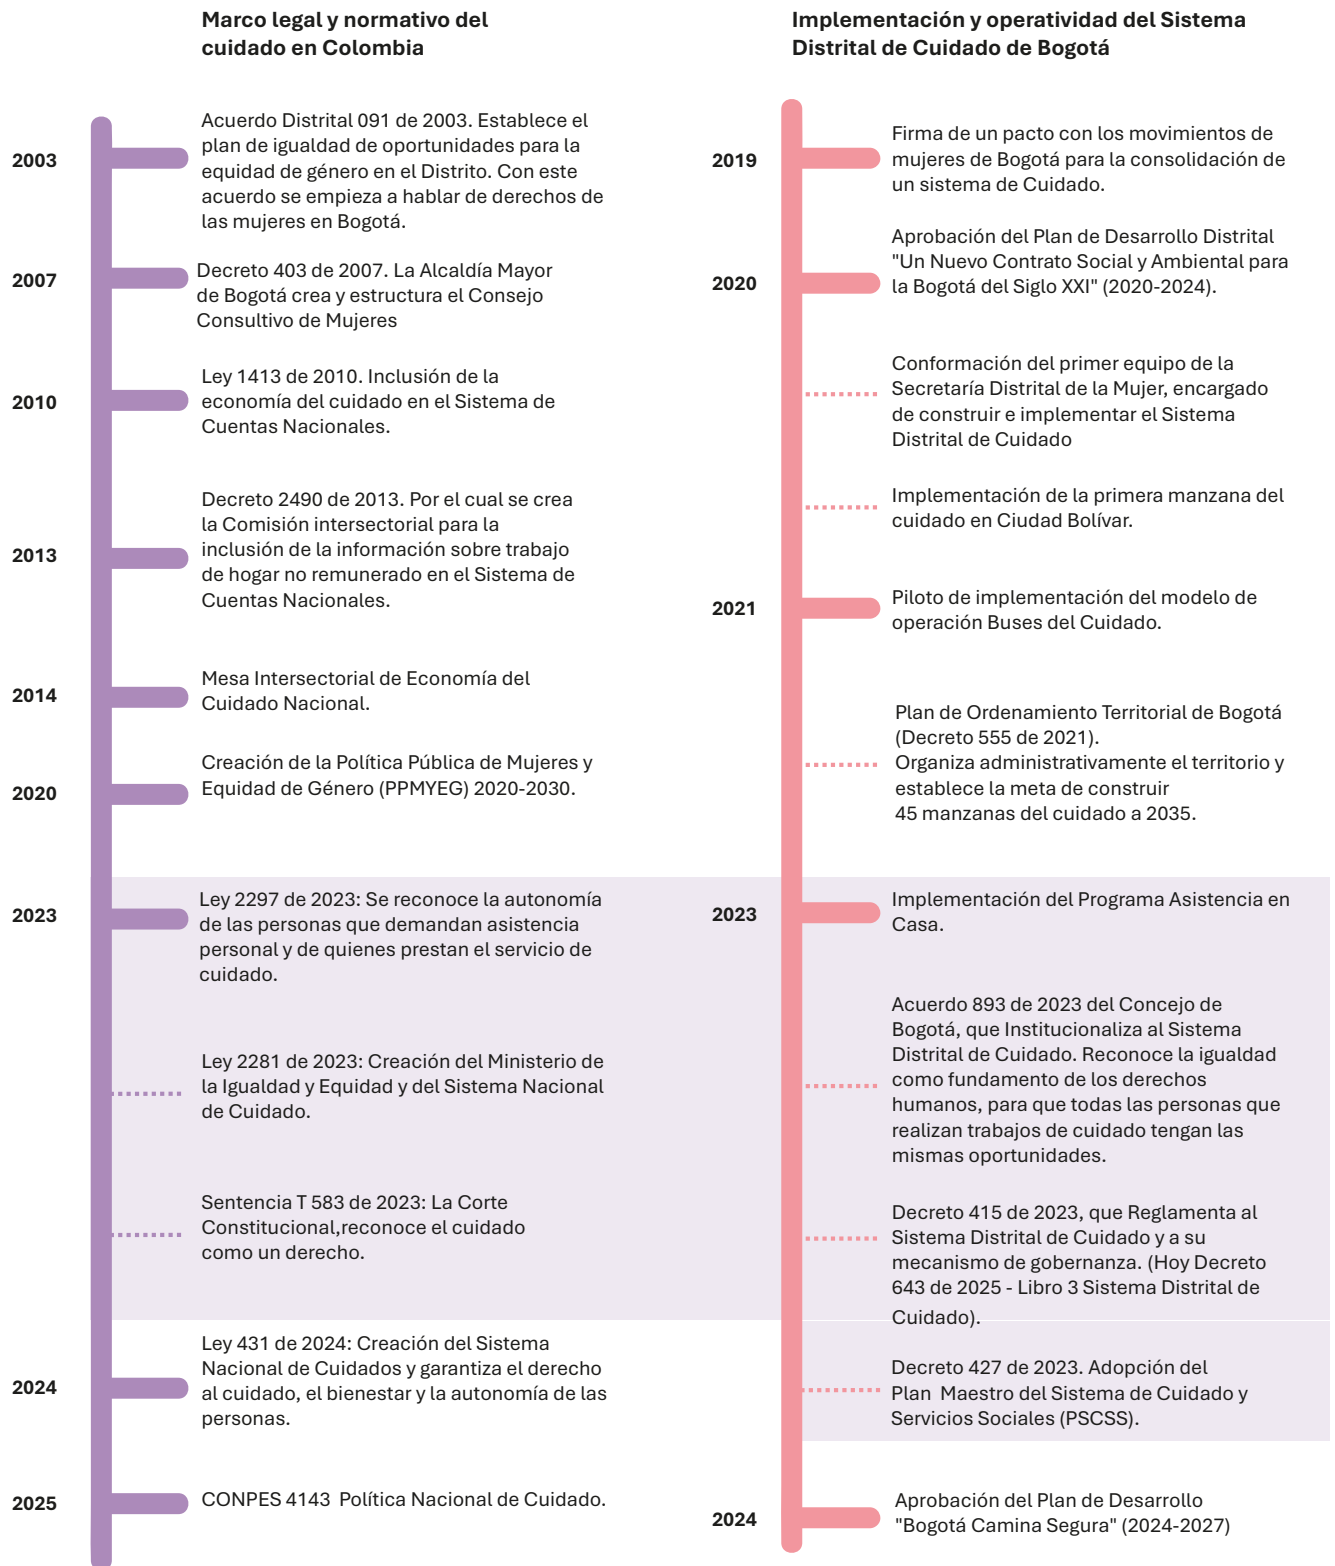 Marco legal y normativo del
cuidado en Colombia
2003
Acuerdo Distrital 091 de 2003. Establece el
plan de igualdad de oportunidades para la
equidad de género en el Distrito. Con este
acuerdo se empieza a hablar de derechos de
las mujeres en Bogotá.
2007
Decreto 403 de 2007. La Alcaldía Mayor
de Bogotá crea y estructura el Consejo
Consultivo de Mujeres
2010
Ley 1413 de 2010. Inclusión de la
economía del cuidado en el Sistema de
Cuentas Nacionales.
2013
Decreto 2490 de 2013. Por el cual se crea
la Comisión intersectorial para la
inclusión de la información sobre trabajo
de hogar no remunerado en el Sistema de
Cuentas Nacionales.
2014
Mesa Intersectorial de Economía del
Cuidado Nacional.
2020
Creación de la Política Pública de Mujeres y
Equidad de Género (PPMYEG) 2020-2030.
2023
Ley 2297 de 2023: Se reconoce la autonomía
de las personas que demandan asistencia
personal y de quienes prestan el servicio de
cuidado.
Ley 2281 de 2023: Creación del Ministerio de
la Igualdad y Equidad y del Sistema Nacional
de Cuidado.
Sentencia T 583 de 2023: La Corte
Constitucional,reconoce el cuidado
como un derecho.
2024
Ley 431 de 2024: Creación del Sistema
Nacional de Cuidados y garantiza el derecho
al cuidado, el bienestar y la autonomía de las
personas.
2025
CONPES 4143 Política Nacional de Cuidado.
Implementación y operatividad del Sistema
Distrital de Cuidado de Bogotá
2019
Firma de un pacto con los movimientos de
mujeres de Bogotá para la consolidación de
un sistema de Cuidado.
2020
Aprobación del Plan de Desarrollo Distrital
"Un Nuevo Contrato Social y Ambiental para
la Bogotá del Siglo XXI" (2020-2024).
Conformación del primer equipo de la
Secretaría Distrital de la Mujer, encargado
de construir e implementar el Sistema
Distrital de Cuidado
Implementación de la primera manzana del
cuidado en Ciudad Bolívar.
2021
Piloto de implementación del modelo de
operación Buses del Cuidado.
Plan de Ordenamiento Territorial de Bogotá
(Decreto 555 de 2021).
Organiza administrativamente el territorio y
establece la meta de construir
45 manzanas del cuidado a 2035.
2023
Implementación del Programa Asistencia en
Casa.
Acuerdo 893 de 2023 del Concejo de
Bogotá, que Institucionaliza al Sistema
Distrital de Cuidado. Reconoce la igualdad
como fundamento de los derechos
humanos, para que todas las personas que
realizan trabajos de cuidado tengan las
mismas oportunidades.
Decreto 415 de 2023, que Reglamenta al
Sistema Distrital de Cuidado y a su
mecanismo de gobernanza. (Hoy Decreto
643 de 2025 - Libro 3 Sistema Distrital de
Cuidado).
Decreto 427 de 2023. Adopción del
Plan Maestro del Sistema de Cuidado y
Servicios Sociales (PSCSS).
2024
Aprobación del Plan de Desarrollo
"Bogotá Camina Segura" (2024-2027)